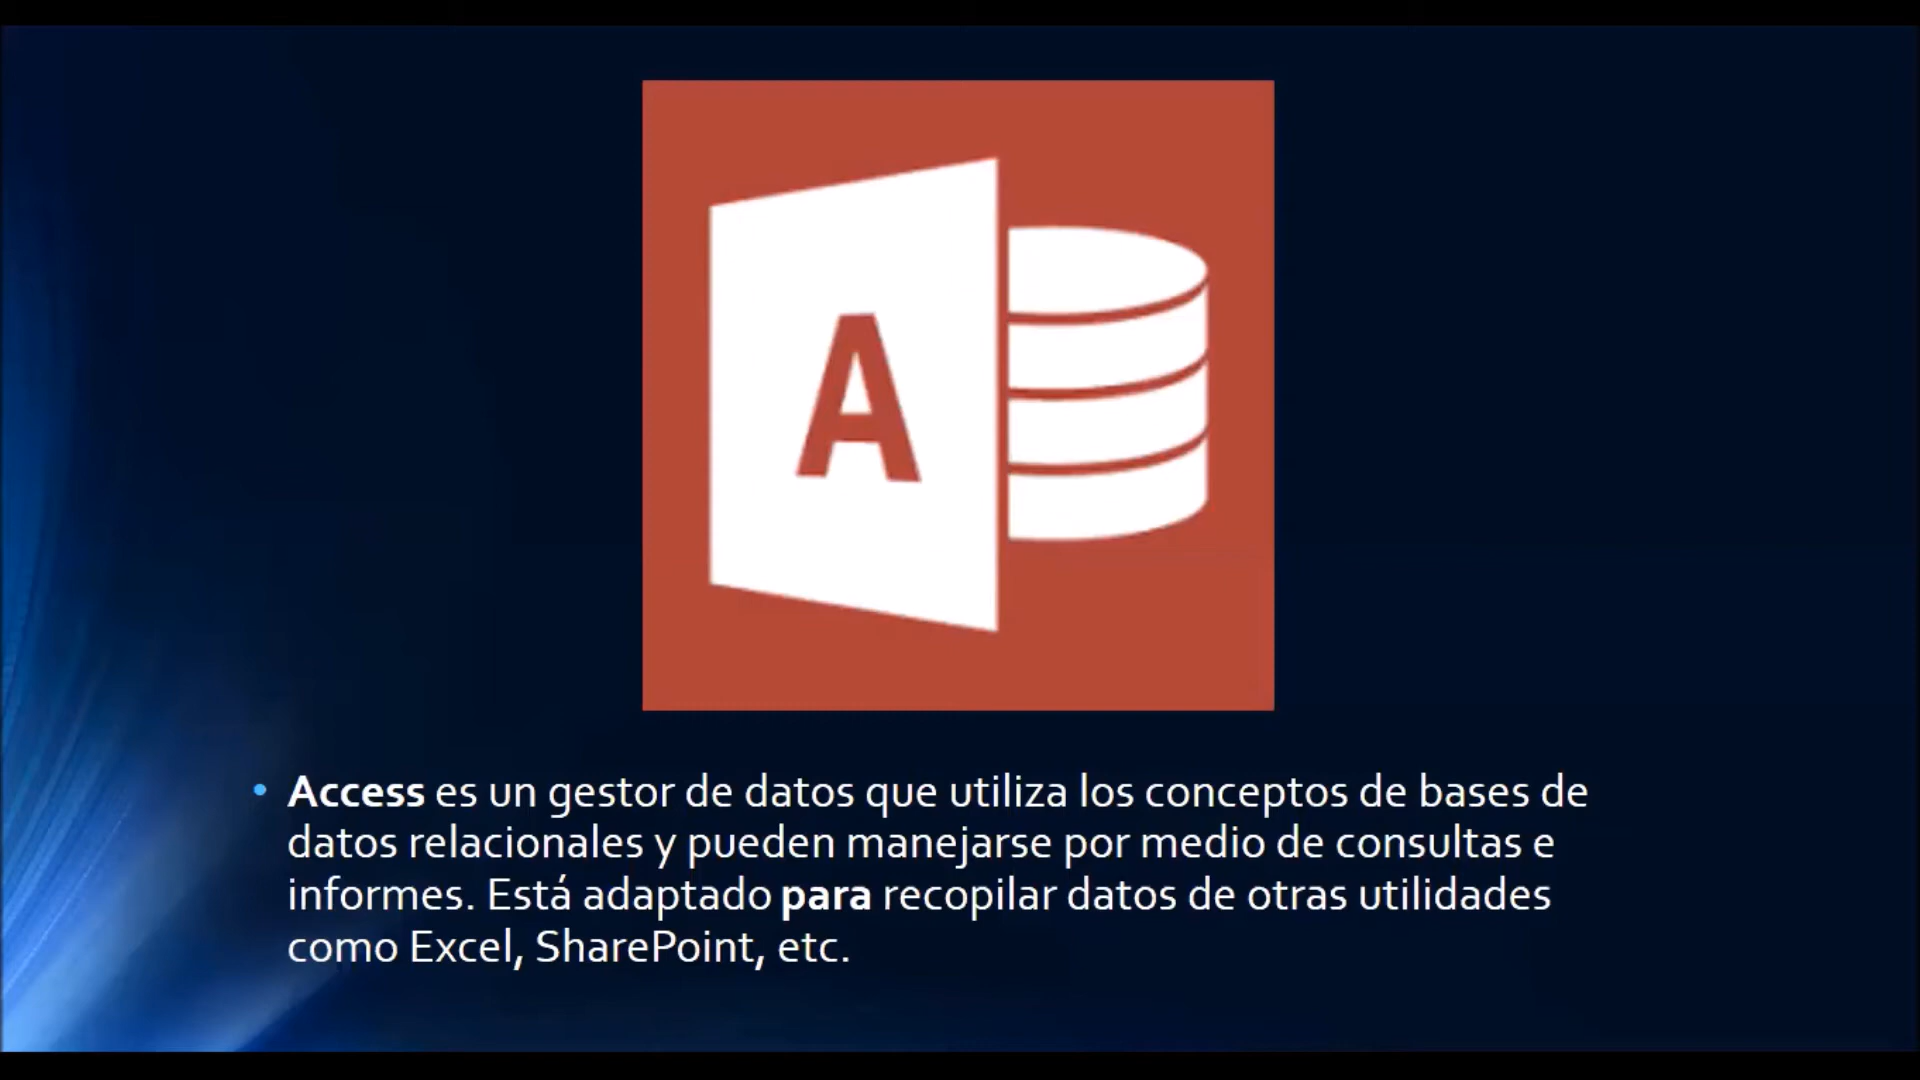 A
• Access es un gestor de datos que utiliza los conceptos de bases de
datos relacionales y pueden manejarse por medio de consultas e
informes. Está adaptado para recopilar datos de otras utilidades
como Excel, SharePoint, etc.